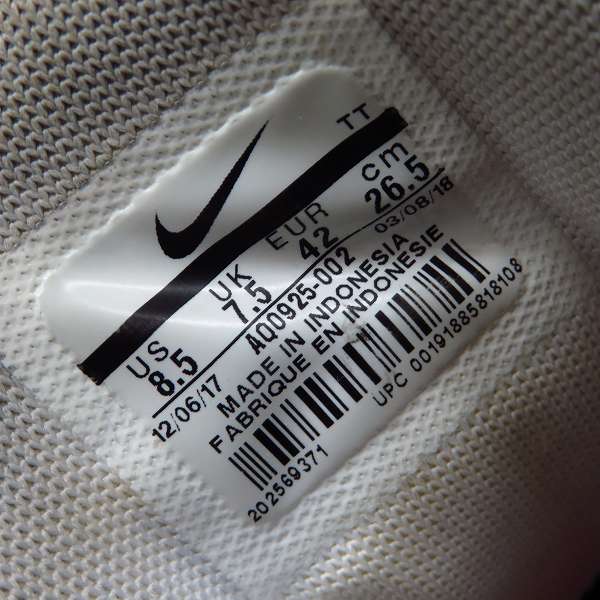 TT
US UK EUR cm
8.5 7.5 42 26.5
12/06/17 AQ0925-002 03/08/18
MADE IN INDONESIA
FABRIQUE EN INDONESIE
202569371 UPC 00191885818108